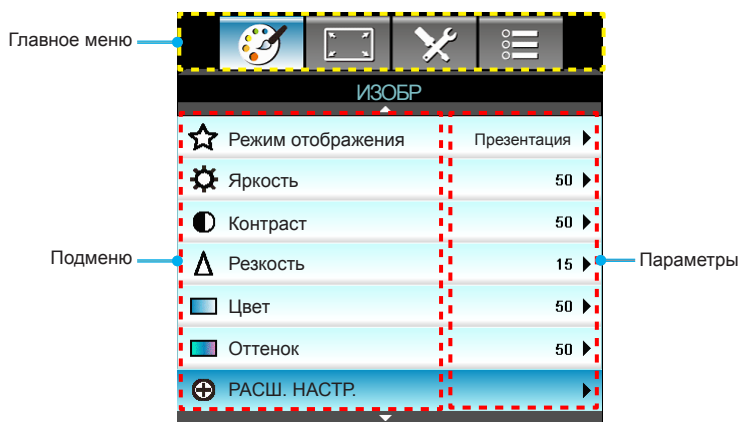 Главное меню
ИЗОБР
Режим отображения Презентация
Яркость 50
Контраст 50
Подменю
Резкость 15
Параметры
Цвет 50
Оттенок 50
РАСШ. НАСТР.